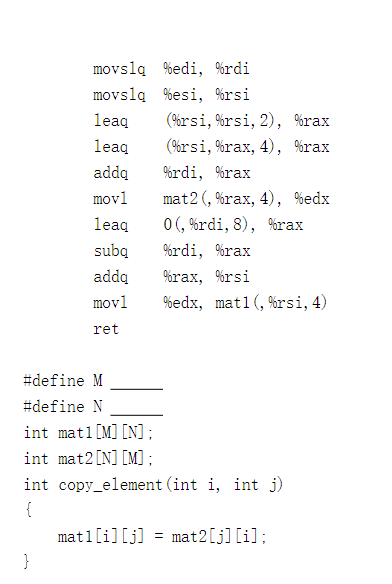 movslq %edi, %rdi
movslq %esi, %rsi
leaq (%rsi,%rsi,2), %rax
leaq (%rsi,%rax,4), %rax
addq %rdi, %rax
movl mat2(,%rax,4), %edx
leaq 0(,%rdi,8), %rax
subq %rdi, %rax
addq %rax, %rsi
movl %edx, mat1(,%rsi,4)
ret
#define M ______
#define N ______
int mat1[M][N];
int mat2[N][M];
int copy_element(int i, int j)
{
mat1[i][j] = mat2[j][i];
}